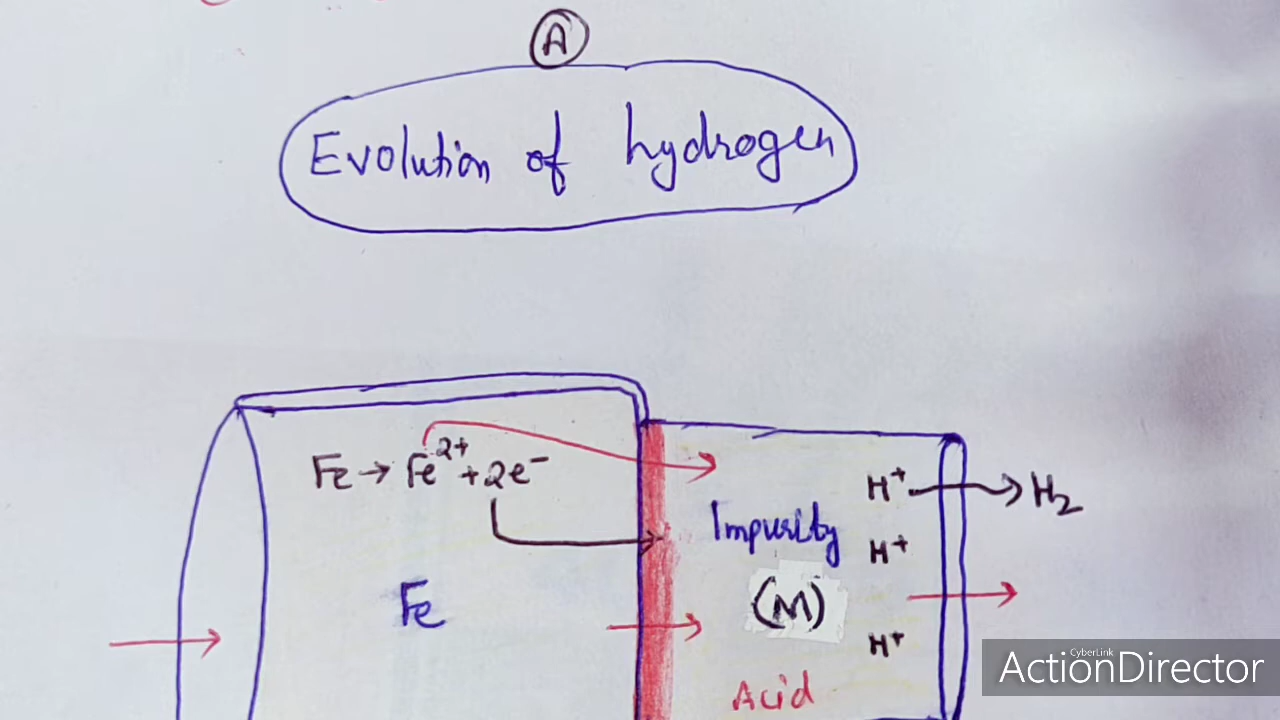 A
Evolution of hydrogen
Fe → Fe²⁺ + 2e⁻
H⁺ → H₂
Impurity
H⁺
(M)
Fe
H⁺
Acid
CyberLink
ActionDirector